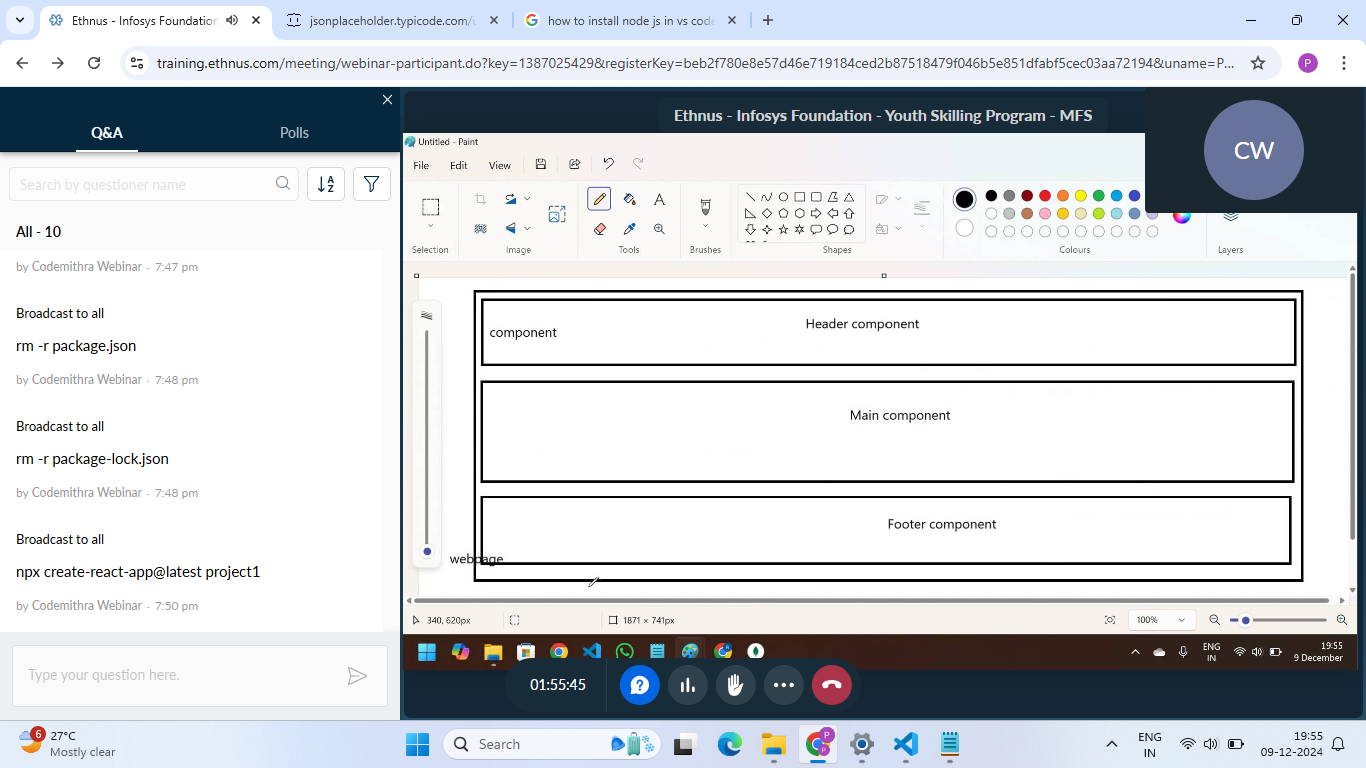 Ethnus - Infosys Foundation
jsonplaceholder.typicode.com/u
how to install node js in vs code
training.ethnus.com/meeting/webinar-participant.do?key=1387025429&registerKey=beb2f780e8e57d46e719184ced2b87518479f046b5e851dfabf5cec03aa72194&uname=P...
P
Q&A
Polls
Search by questioner name
All - 10
by Codemithra Webinar - 7:47 pm
Broadcast to all
rm -r package.json
by Codemithra Webinar - 7:48 pm
Broadcast to all
rm -r package-lock.json
by Codemithra Webinar - 7:48 pm
Broadcast to all
npx create-react-app@latest project1
by Codemithra Webinar - 7:50 pm
Type your question here.
Ethnus - Infosys Foundation - Youth Skilling Program - MFS
CW
Untitled - Paint
File
Edit
View
Selection
Image
Tools
Brushes
Shapes
Colours
Layers
component
Header component
Main component
Footer component
webpage
340, 620px
1871 × 741px
100%
ENG
IN
19:55
9 December
01:55:45
6
27°C
Mostly clear
Search
P
ENG
IN
19:55
09-12-2024